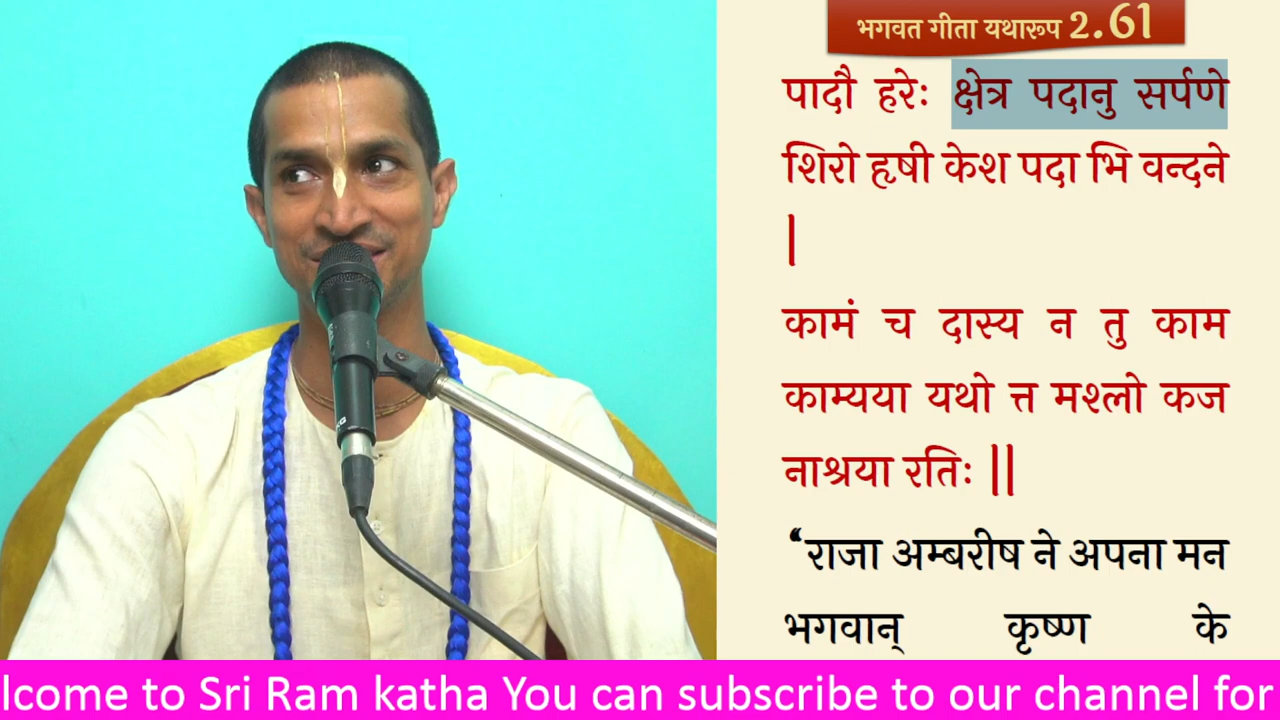 भगवत गीता यथारूप 2.61
पादौ हरेः क्षेत्र पदानु सर्पणे
शिरो हृषी केश पदा भि वन्दने
|
कामं च दास्य न तु काम
काम्यया यथो त्त मश्लो कज
नाश्रया रतिः ||
“राजा अम्बरीष ने अपना मन
भगवान् कृष्ण के
lcome to Sri Ram katha You can subscribe to our channel for